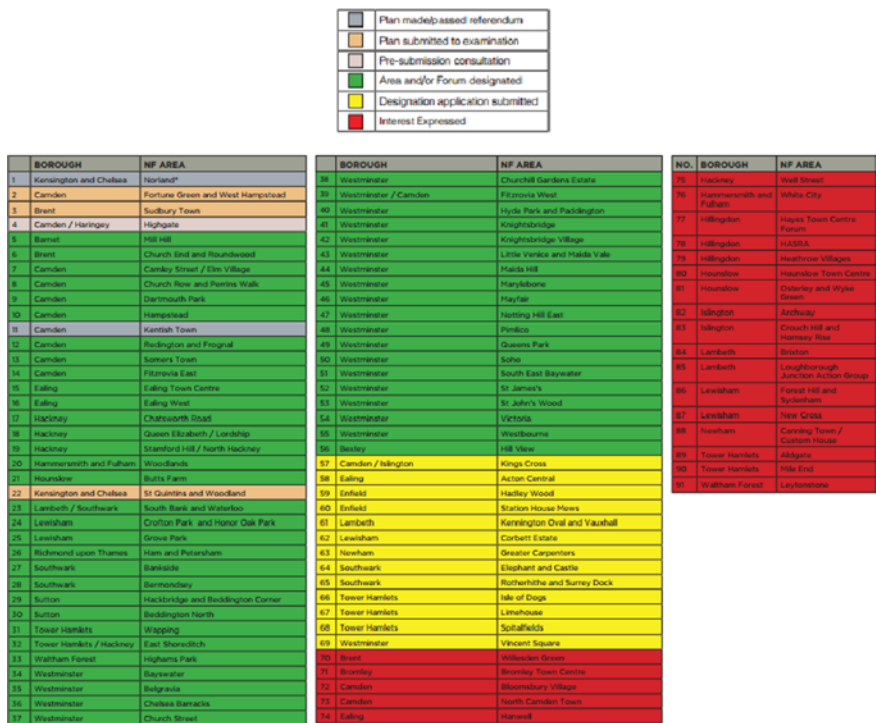 Plan made/passed referendum
Plan submitted to examination
Pre-submission consultation
Area and/or Forum designated
Designation application submitted
Interest Expressed
BOROUGH NF AREA
1 Kensington and Chelsea Norland*
2 Camden Fortune Green and West Hampstead
3 Brent Sudbury Town
4 Camden / Haringey Highgate
5 Barnet Mill Hill
6 Brent Church End and Roundwood
7 Camden Camley Street / Elm Village
8 Camden Church Row and Perrins Walk
9 Camden Dartmouth Park
10 Camden Hampstead
11 Camden Kentish Town
12 Camden Redington and Frognal
13 Camden Somers Town
14 Camden Fitzrovia East
15 Ealing Ealing Town Centre
16 Ealing Ealing West
17 Hackney Chatsworth Road
18 Hackney Queen Elizabeth / Lordship
19 Hackney Stamford Hill / North Hackney
20 Hammersmith and Fulham Woodlands
21 Hounslow Butts Farm
22 Kensington and Chelsea St Quintins and Woodland
23 Lambeth / Southwark South Bank and Waterloo
24 Lewisham Crofton Park and Honor Oak Park
25 Lewisham Grove Park
26 Richmond upon Thames Ham and Petersham
27 Southwark Bankside
28 Southwark Bermondsey
29 Sutton Hackbridge and Beddington Corner
30 Sutton Beddington North
31 Tower Hamlets Wapping
32 Tower Hamlets / Hackney East Shoreditch
33 Waltham Forest Highams Park
34 Westminster Bayswater
35 Westminster Belgravia
36 Westminster Chelsea Barracks
37 Westminster Church Street
BOROUGH NF AREA
38 Westminster Churchill Gardens Estate
39 Westminster / Camden Fitzrovia West
40 Westminster Hyde Park and Paddington
41 Westminster Knightsbridge
42 Westminster Knightsbridge Village
43 Westminster Little Venice and Maida Vale
44 Westminster Maida Hill
45 Westminster Marylebone
46 Westminster Mayfair
47 Westminster Notting Hill East
48 Westminster Pimlico
49 Westminster Queens Park
50 Westminster Soho
51 Westminster South East Baywater
52 Westminster St James's
53 Westminster St John's Wood
54 Westminster Victoria
55 Westminster Westbourne
56 Bexley Hill View
57 Camden / Islington Kings Cross
58 Ealing Acton Central
59 Enfield Hadley Wood
60 Enfield Station House Mews
61 Lambeth Kennington Oval and Vauxhall
62 Lewisham Corbett Estate
63 Newham Greater Carpenters
64 Southwark Elephant and Castle
65 Southwark Rotherhithe and Surrey Dock
66 Tower Hamlets Isle of Dogs
67 Tower Hamlets Limehouse
68 Tower Hamlets Spitalfields
69 Westminster Vincent Square
70 Brent Willesden Green
71 Bromley Bromley Town Centre
72 Camden Bloomsbury Village
73 Camden North Camden Town
74 Ealing Hanwell
NO. BOROUGH NF AREA
75 Hackney Well Street
76 Hammersmith and White City
Fulham
77 Hillingdon Hayes Town Centre
Forum
78 Hillingdon HASRA
79 Hillingdon Heathrow Villages
80 Hounslow Hounslow Town Centre
81 Hounslow Osterley and Wyke
Green
82 Islington Archway
83 Islington Crouch Hill and
Hornsey Rise
84 Lambeth Brixton
85 Lambeth Loughborough
Junction Action Group
86 Lewisham Forest Hill and
Sydenham
87 Lewisham New Cross
88 Newham Canning Town /
Custom House
89 Tower Hamlets Aldgate
90 Tower Hamlets Mile End
91 Waltham Forest Leytonstone